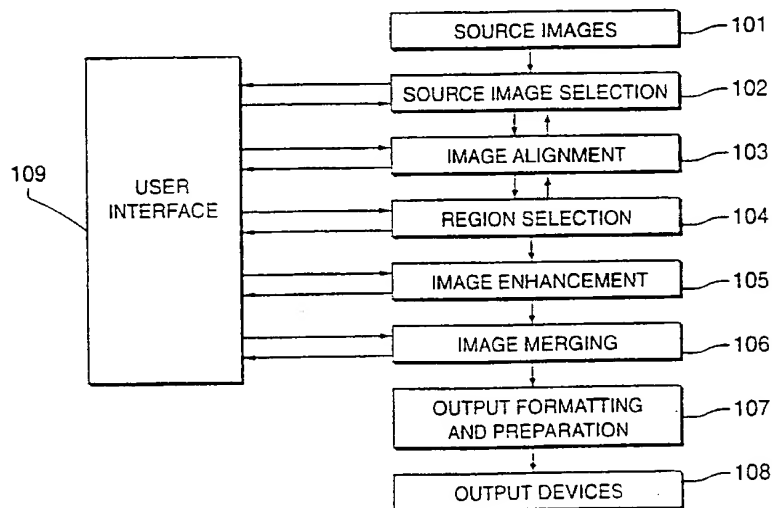 SOURCE IMAGES
101
SOURCE IMAGE SELECTION
102
IMAGE ALIGNMENT
103
109
USER
INTERFACE
REGION SELECTION
104
IMAGE ENHANCEMENT
105
IMAGE MERGING
106
OUTPUT FORMATTING
AND PREPARATION
107
OUTPUT DEVICES
108